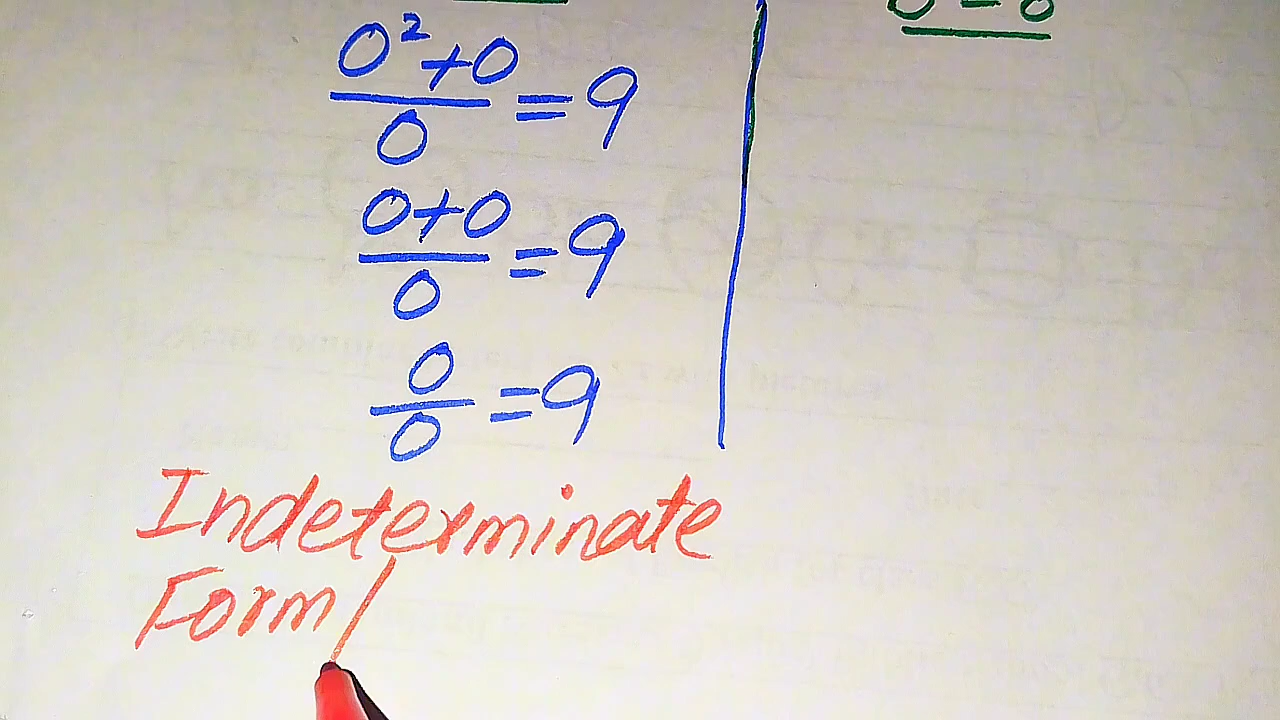 0²+0/0 = 9
0+0/0 = 9
0/0 = 9
Indeterminate
Form/